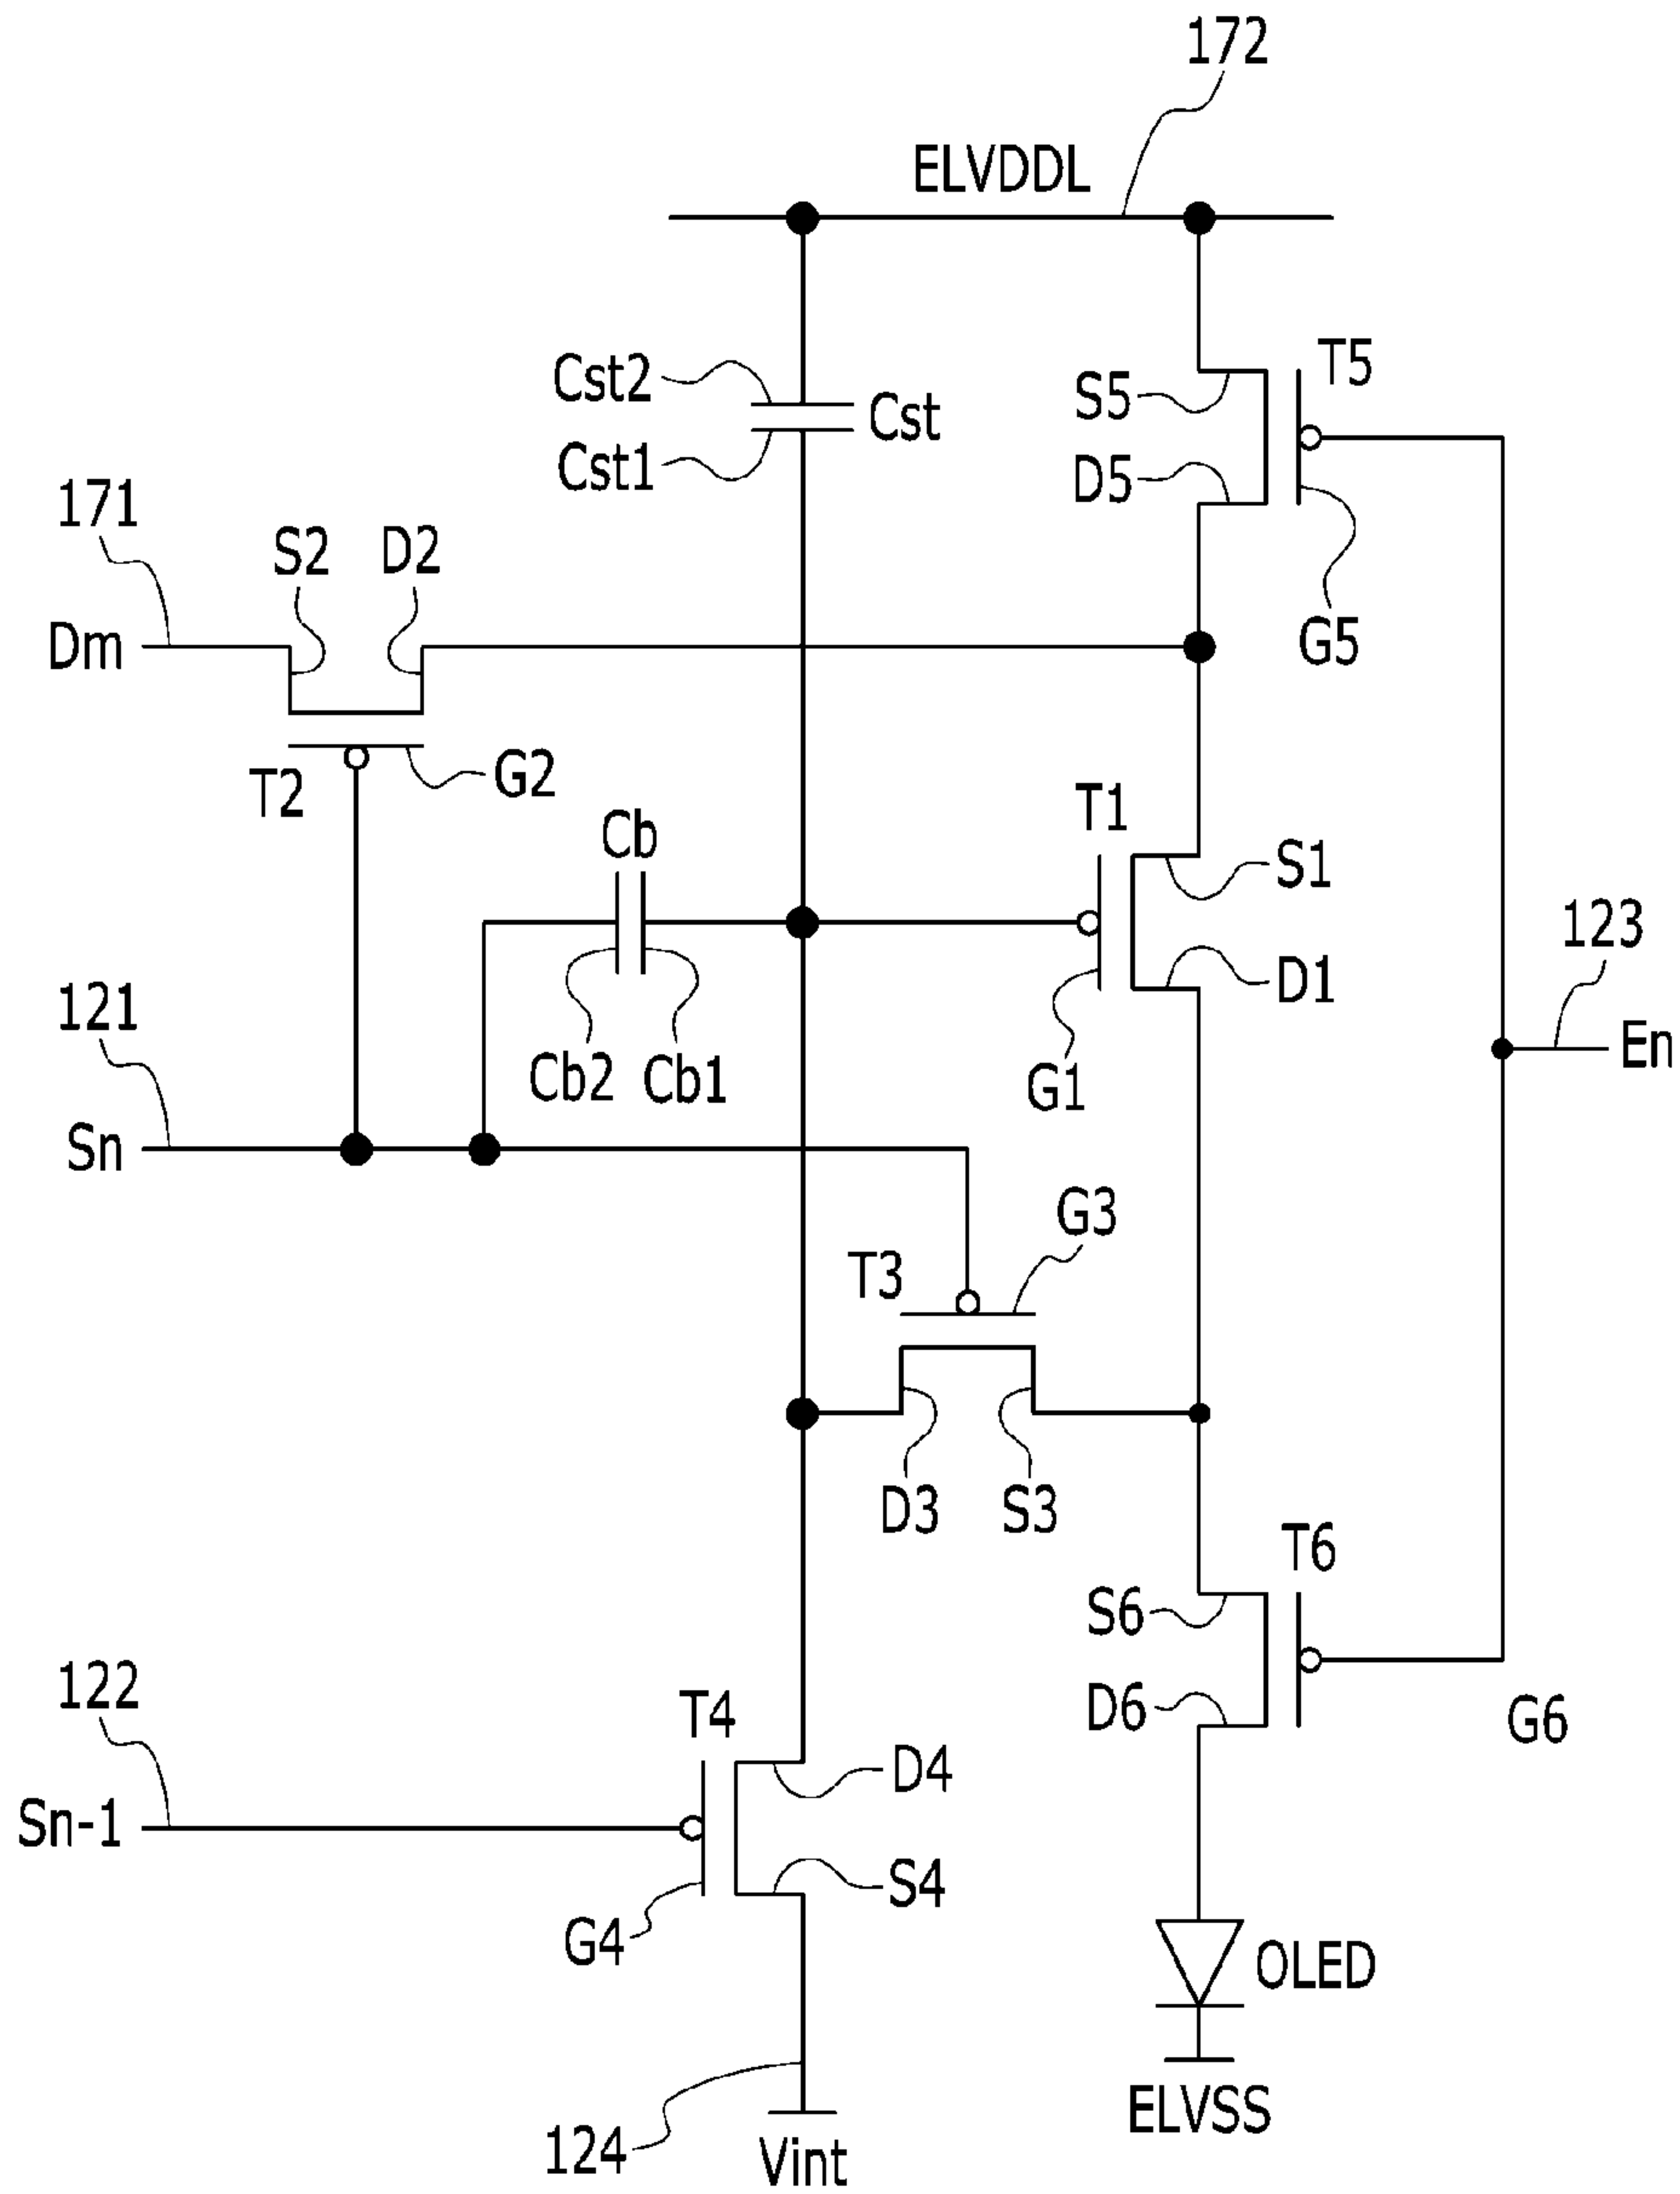 172
ELVDDL
Cst2
Cst
Cst1
T5
S5
D5
G5
171
S2
D2
Dm
T2
G2
Cb
T1
S1
D1
G1
Cb2
Cb1
123
En
121
Sn
G3
T3
D3
S3
T6
S6
D6
G6
122
T4
D4
Sn-1
S4
G4
OLED
ELVSS
124
Vint